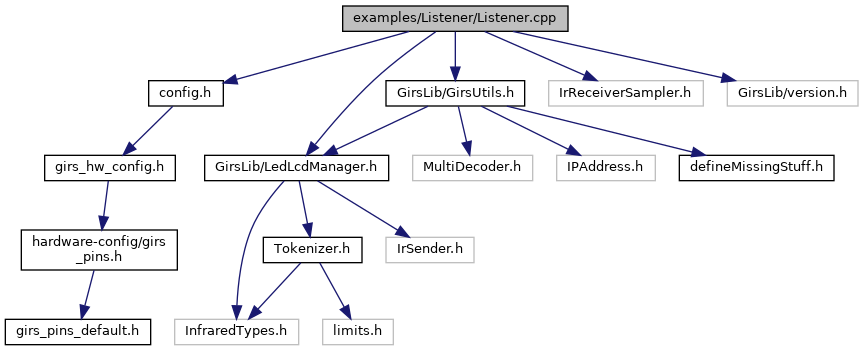 examples/Listener/Listener.cpp
config.h
GirsLib/GirsUtils.h
IrReceiverSampler.h
GirsLib/version.h
girs_hw_config.h
GirsLib/LedLcdManager.h
MultiDecoder.h
IPAddress.h
defineMissingStuff.h
hardware-config/girs
_pins.h
Tokenizer.h
IrSender.h
girs_pins_default.h
InfraredTypes.h
limits.h